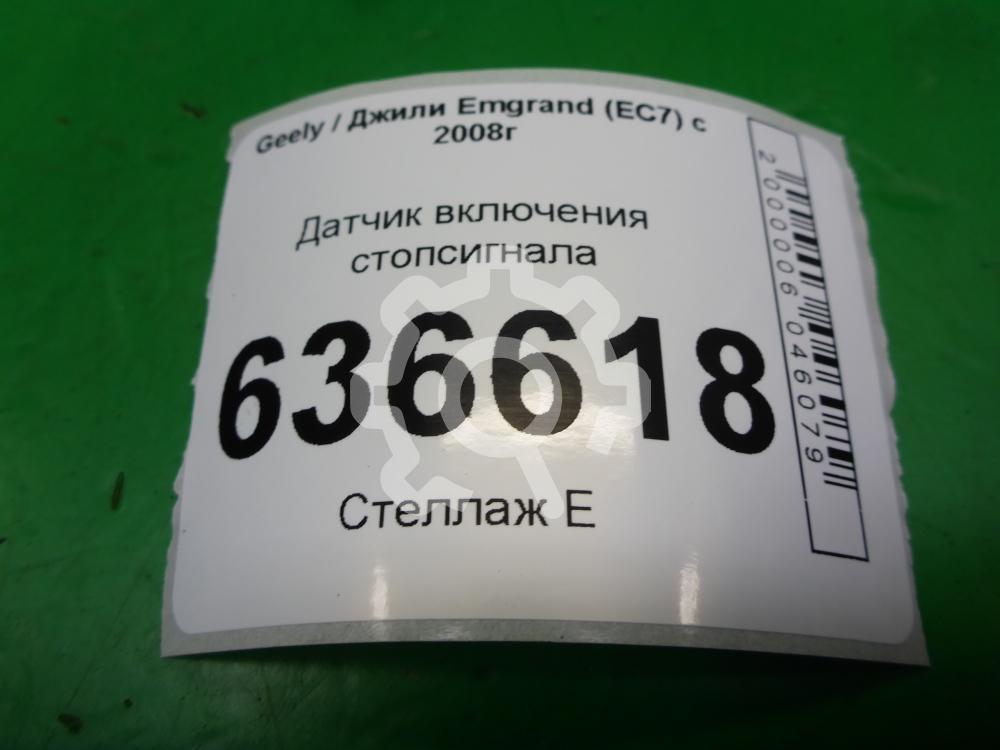 Geely / Джили Emgrand (EC7) с
2008г
Датчик включения
стопсигнала
636618
Стеллаж Е
2000006046079